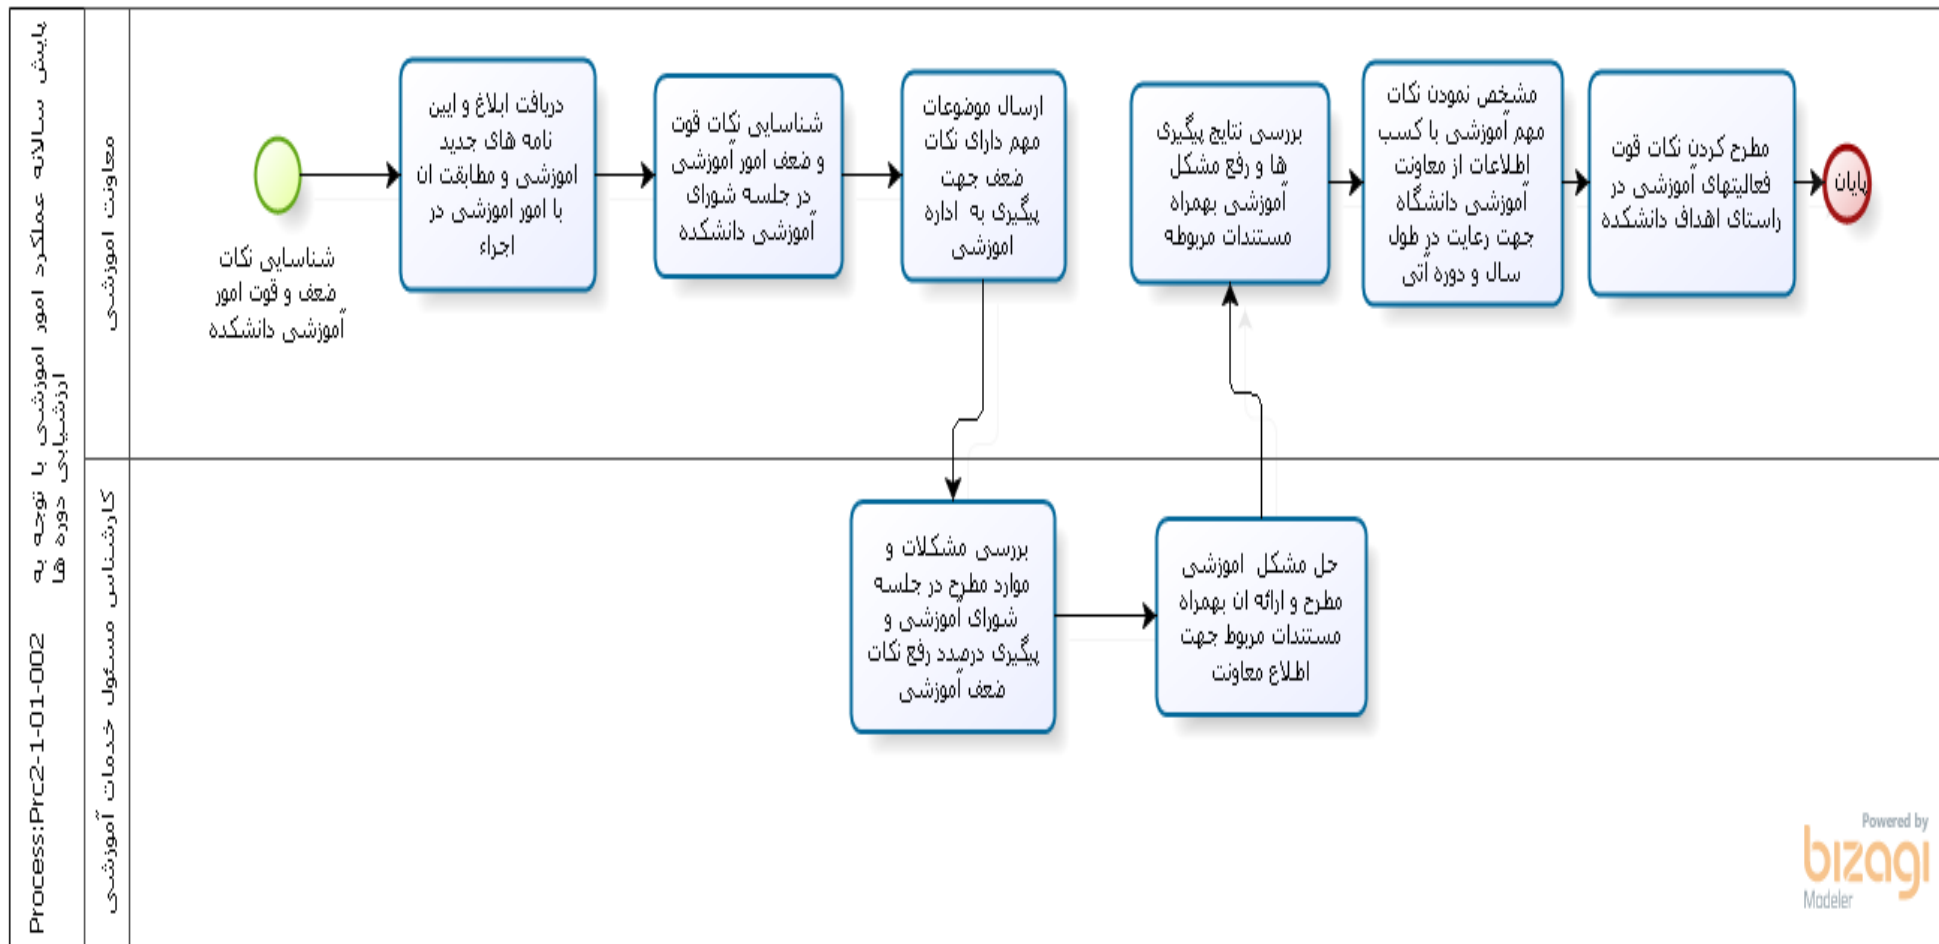 پایش سالانه عملکرد امور اموزشی با توجه به
ارزشیابی دوره ها
Process:Prc2-1-01-002
معاونت اموزشی
شناسایی نکات
ضعف و قوت امور
آموزشی دانشکده
دریافت ابلاغ و ایین
نامه های جدید
اموزشی و مطابقت ان
با امور اموزشی در
اجراء
شناسایی نکات قوت
و ضعف امور آموزشی
در جلسه شورای
آموزشی دانشکده
ارسال موضوعات
مهم دارای نکات
ضعف جهت
پیگیری به اداره
اموزشی
بررسی نتایج پیگیری
ها و رفع مشکل
آموزشی بهمراه
مستندات مربوطه
مشخص نمودن نکات
مهم آموزشی با کسب
اطلاعات از معاونت
آموزشی دانشگاه
جهت رعایت در طول
سال و دوره آتی
مطرح کردن نکات قوت
فعالیتهای آموزشی در
راستای اهداف دانشکده
پایان
کارشناس مسئول خدمات آموزشی
بررسی مشکلات و
موارد مطرح در جلسه
شورای آموزشی و
پیگیری درصدد رفع نکات
ضعف آموزشی
حل مشکل اموزشی
مطرح و ارائه ان بهمراه
مستندات مربوط جهت
اطلاع معاونت
Powered by
bizagi
Modeler